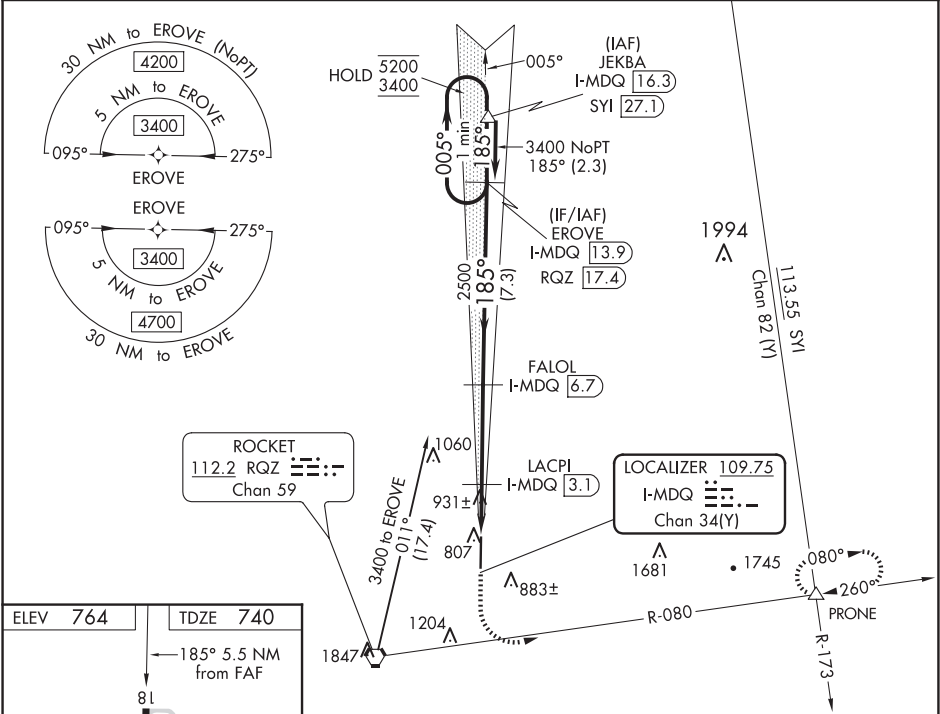 30 NM to EROVE (NoPT)
4200
5 NM to EROVE
3400
095°
275°
EROVE
EROVE
095°
275°
3400
5 NM to EROVE
4700
30 NM to EROVE
HOLD 5200
3400
005°
(IAF)
JEKBA
I-MDQ 16.3
SYI 27.1
005°
1 min
185°
3400 NoPT
185° (2.3)
(IF/IAF)
EROVE
I-MDQ 13.9
RQZ 17.4
2500
185°
(7.3)
1994
113.55 SYI
Chan 82 (Y)
FALOL
I-MDQ 6.7
ROCKET
112.2 RQZ
Chan 59
1060
LACPI
I-MDQ 3.1
931±
LOCALIZER 109.75
I-MDQ
Chan 34(Y)
3400 to EROVE
011°
(17.4)
807
883±
1681
1745
080°
260°
PRONE
R-080
R-173
1204
1847
ELEV 764
TDZE 740
185° 5.5 NM
from FAF
18